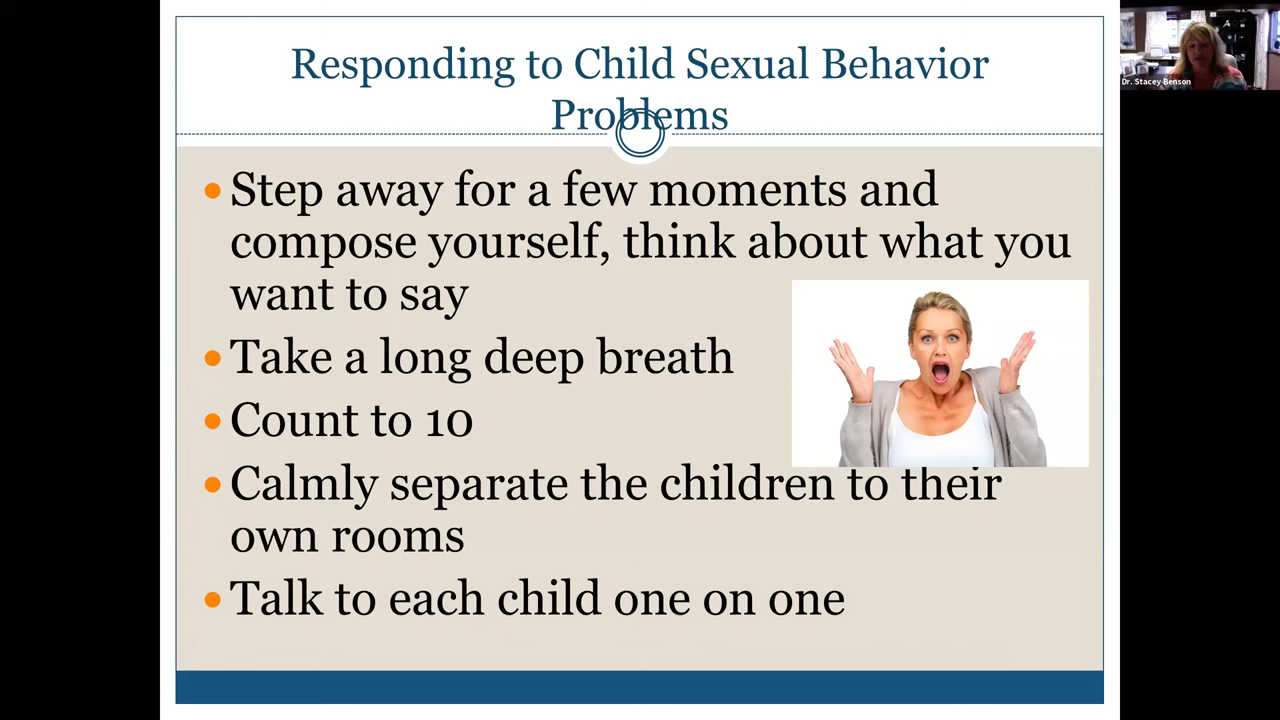 Responding to Child Sexual Behavior
Problems
Step away for a few moments and
compose yourself, think about what you
want to say
Take a long deep breath
Count to 10
Calmly separate the children to their
own rooms
Talk to each child one on one
Dr. Stacey Benson